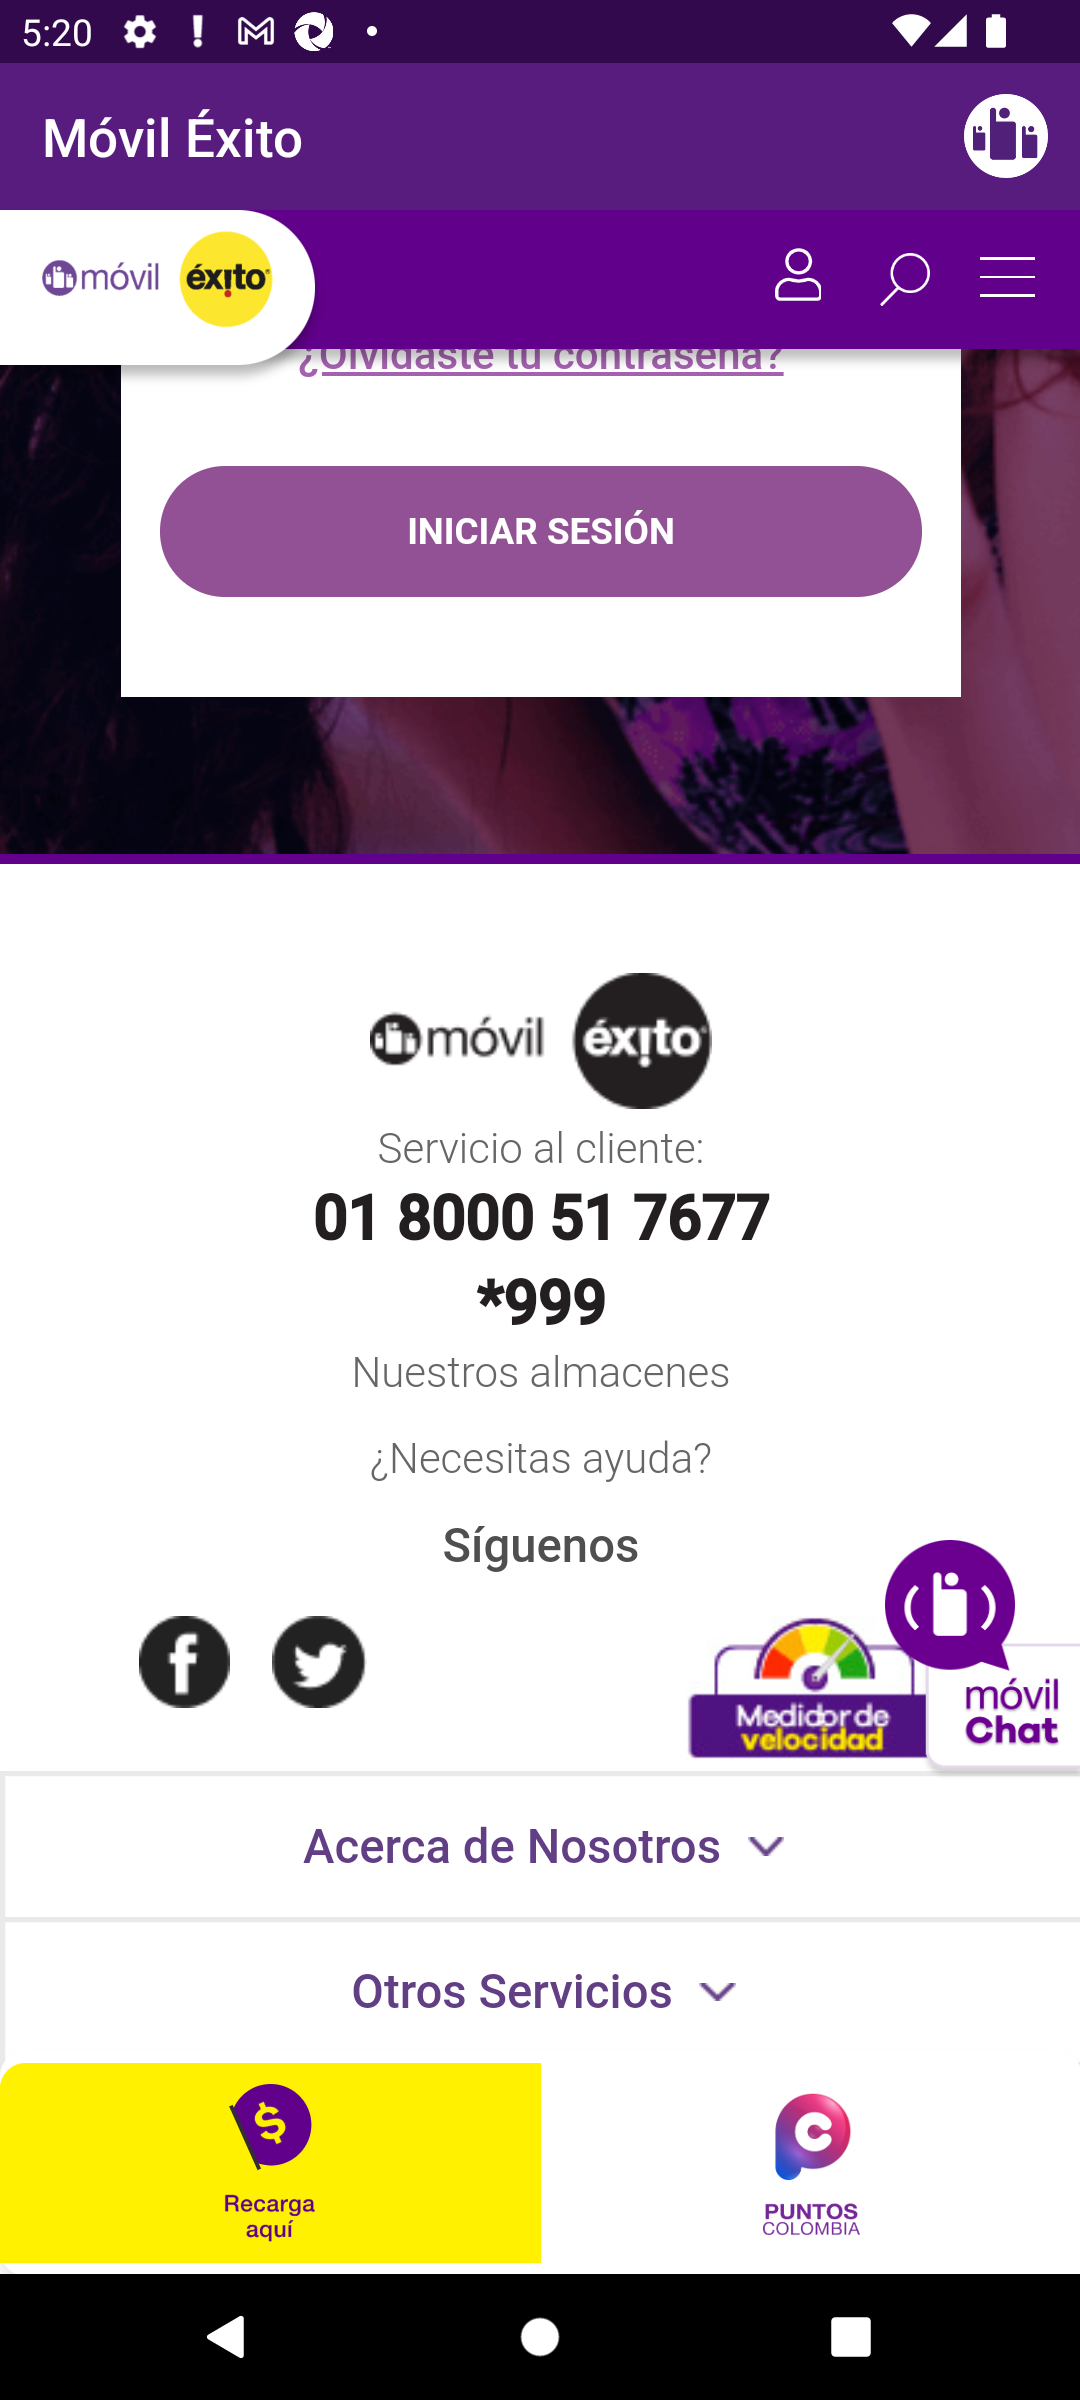 5:20
Móvil Éxito
móvil éxito
¿Olvidaste tu contraseña?
INICIAR SESIÓN
móvil éxito
Servicio al cliente:
01 8000 51 7677
*999
Nuestros almacenes
¿Necesitas ayuda?
Síguenos
Medidor de
velocidad
móvil
Chat
Acerca de Nosotros
Otros Servicios
Recarga
aquí
PUNTOS
COLOMBIA